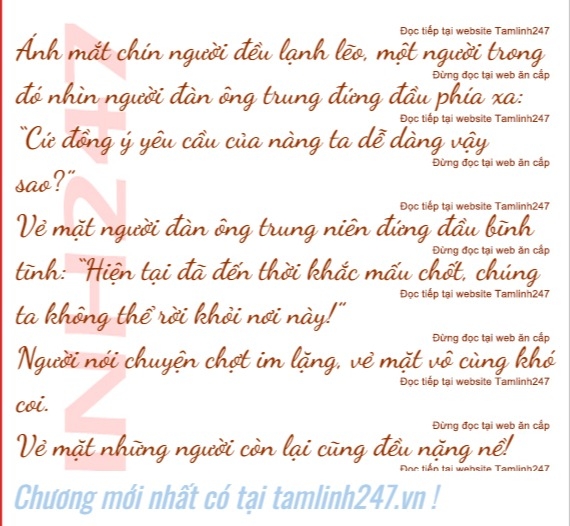 Đọc tiếp tại website Tamlinh247
Ánh mắt chín người đều lạnh lẽo, một người trong
Đừng đọc tại web ăn cắp
đó nhìn người đàn ông trung đứng đầu phía xa:
Đọc tiếp tại website Tamlinh247
“Cứ đồng ý yêu cầu của nàng ta dễ dàng vậy
Đừng đọc tại web ăn cắp
sao?”
Đọc tiếp tại website Tamlinh247
Vẻ mặt người đàn ông trung niên đứng đầu bình
Đừng đọc tại web ăn cắp
tĩnh: “Hiện tại đã đến thời khắc mấu chốt, chúng
Đọc tiếp tại website Tamlinh247
ta không thể rời khỏi nơi này!”
Đừng đọc tại web ăn cắp
Người nói chuyện chợt im lặng, vẻ mặt vô cùng khó
Đọc tiếp tại website Tamlinh247
coi.
Đừng đọc tại web ăn cắp
Vẻ mặt những người còn lại cũng đều nặng nề!
Đọc tiếp tại website Tamlinh247
INH247
Chương mới nhất có tại tamlinh247.vn !